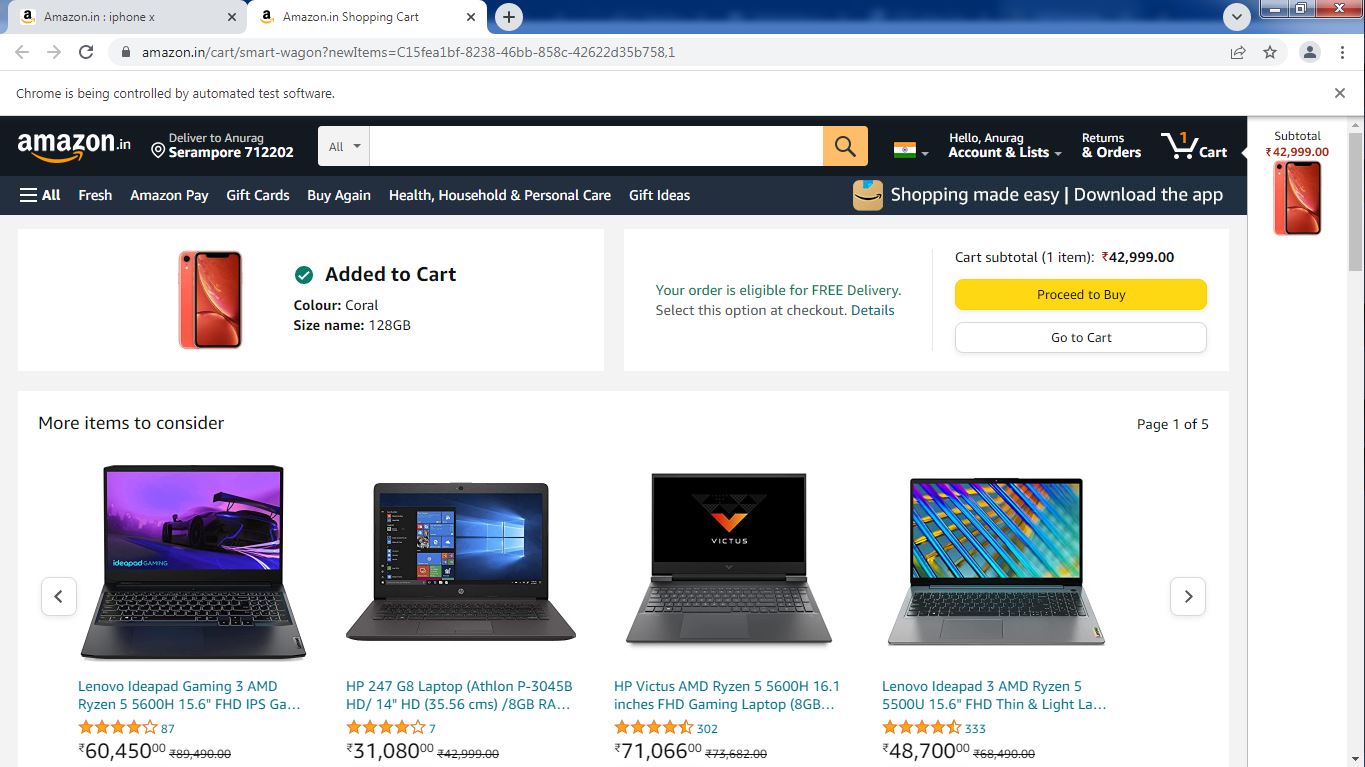 Amazon.in : iphone x
Amazon.in Shopping Cart
amazon.in/cart/smart-wagon?newItems=C15fea1bf-8238-46bb-858c-42622d35b758,1
Chrome is being controlled by automated test software.
amazon.in
Deliver to Anurag
Serampore 712202
All
Hello, Anurag
Account & Lists
Returns
& Orders
1
Cart
Subtotal
₹42,999.00
All
Fresh
Amazon Pay
Gift Cards
Buy Again
Health, Household & Personal Care
Gift Ideas
Shopping made easy | Download the app
Added to Cart
Colour: Coral
Size name: 128GB
Your order is eligible for FREE Delivery.
Select this option at checkout. Details
Cart subtotal (1 item): ₹42,999.00
Proceed to Buy
Go to Cart
More items to consider
Page 1 of 5
ideapad GAMING
VICTUS
Lenovo Ideapad Gaming 3 AMD
Ryzen 5 5600H 15.6" FHD IPS Ga…
87
₹60,45000 ₹89,490.00
HP 247 G8 Laptop (Athlon P-3045B
HD/ 14" HD (35.56 cms) /8GB RA…
7
₹31,08000 ₹42,999.00
HP Victus AMD Ryzen 5 5600H 16.1
inches FHD Gaming Laptop (8GB…
302
₹71,06600 ₹73,682.00
Lenovo Ideapad 3 AMD Ryzen 5
5500U 15.6" FHD Thin & Light La…
333
₹48,70000 ₹68,490.00